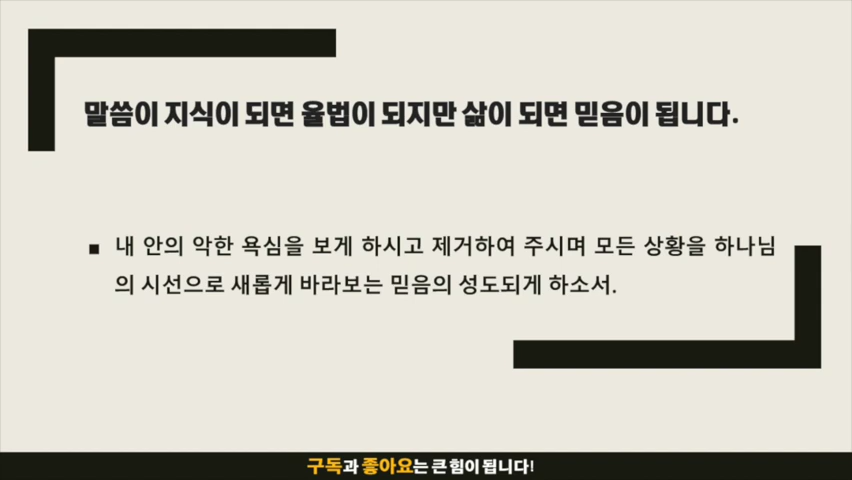 말씀이 지식이 되면 율법이 되지만 삶이 되면 믿음이 됩니다.
■ 내 안의 악한 욕심을 보게 하시고 제거하여 주시며 모든 상황을 하나님
의 시선으로 새롭게 바라보는 믿음의 성도되게 하소서.
구독과 좋아요는 큰 힘이 됩니다!